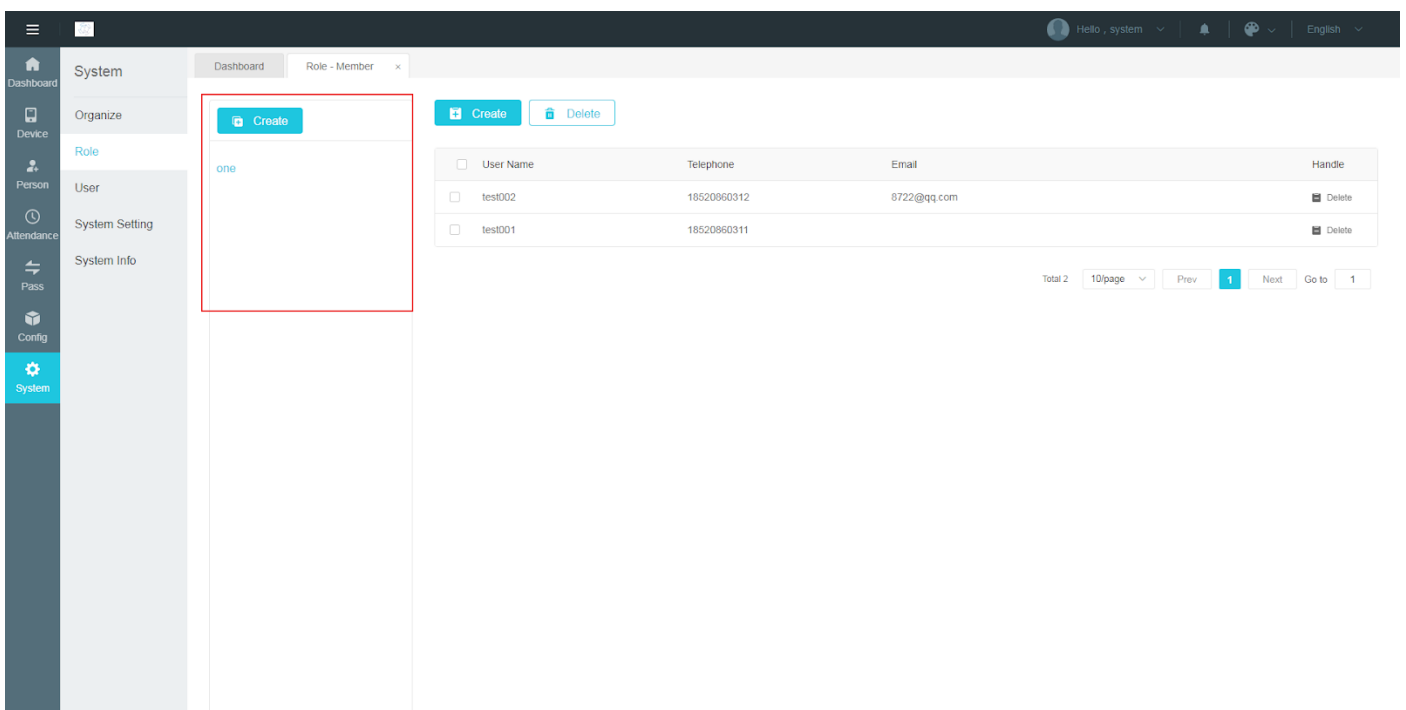 Hello , system
English
Dashboard
Device
Person
Attendance
Pass
Config
System
System
Organize
Role
User
System Setting
System Info
Dashboard
Role - Member ×
Create
one
Create
Delete
User Name Telephone Email Handle
test002 18520860312 8722@qq.com Delete
test001 18520860311 Delete
Total 2 10/page Prev 1 Next Go to 1